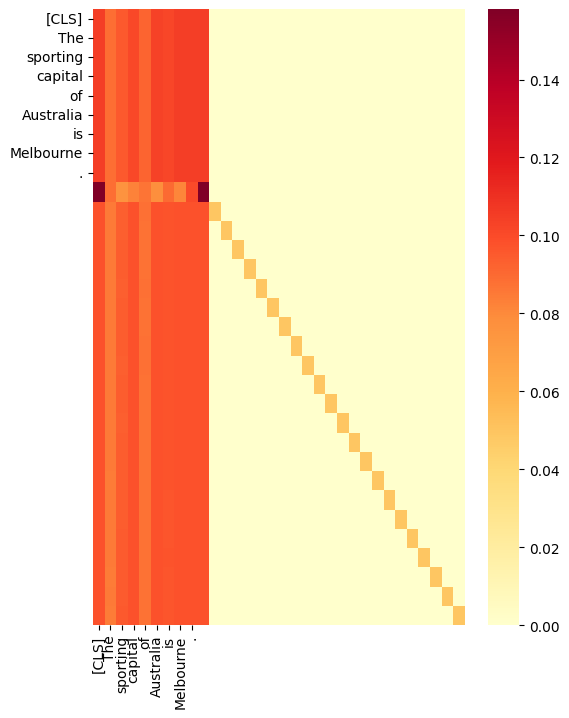 [CLS]
The
sporting
capital
of
Australia
is
Melbourne
.
0.14
0.12
0.10
0.08
0.06
0.04
0.02
0.00
[CLS]
The
sporting
capital
of
Australia
is
Melbourne
.